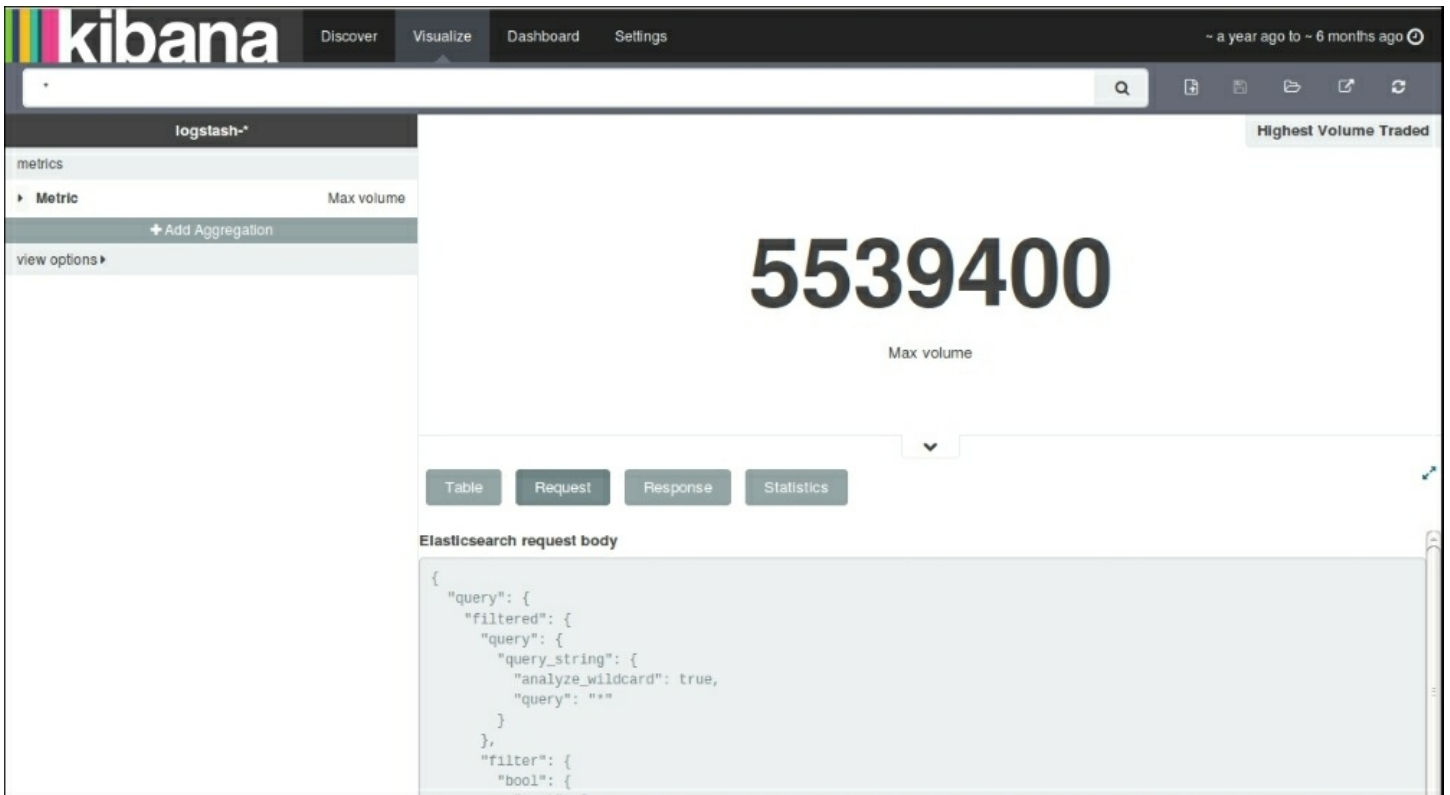 kibana
Discover Visualize Dashboard Settings ~ a year ago to ~ 6 months ago
*
logstash-*
metrics
Metric Max volume
Add Aggregation
view options
Highest Volume Traded
5539400
Max volume
Table Request Response Statistics
Elasticsearch request body
{
"query": {
"filtered": {
"query": {
"query_string": {
"analyze_wildcard": true,
"query": "*"
}
},
"filter": {
"bool": {